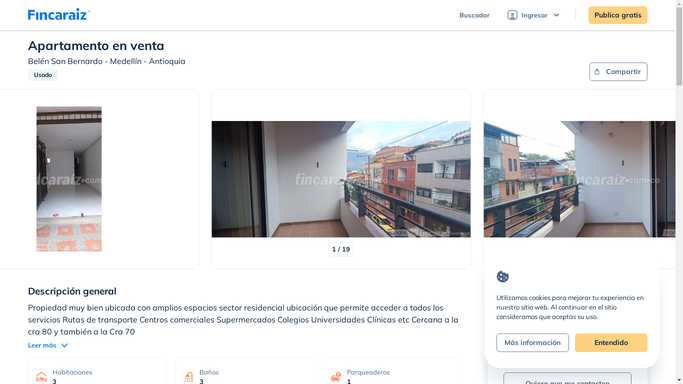 Fincaraiz
Buscador
Ingresar
Publica gratis
Apartamento en venta
Belén San Bernardo - Medellín - Antioquia
Usado
Compartir
fincaraiz.com.co
fincaraiz.com.co
fincaraiz.com.co
1 / 19
Descripción general
Propiedad muy bien ubicada con amplios espacios sector residencial ubicación que permite acceder a todos los
servicios Rutas de transporte Centros comerciales Supermercados Colegios Universidades Clínicas etc Cercana a la
cra 80 y también a la Cra 70
Leer más
Habitaciones
3
Baños
3
Parqueaderos
1
Utilizamos cookies para mejorar tu experiencia en
nuestro sitio web. Al continuar en el sitio
consideramos que aceptas su uso.
Más información
Entendido
Quiero que me contacten